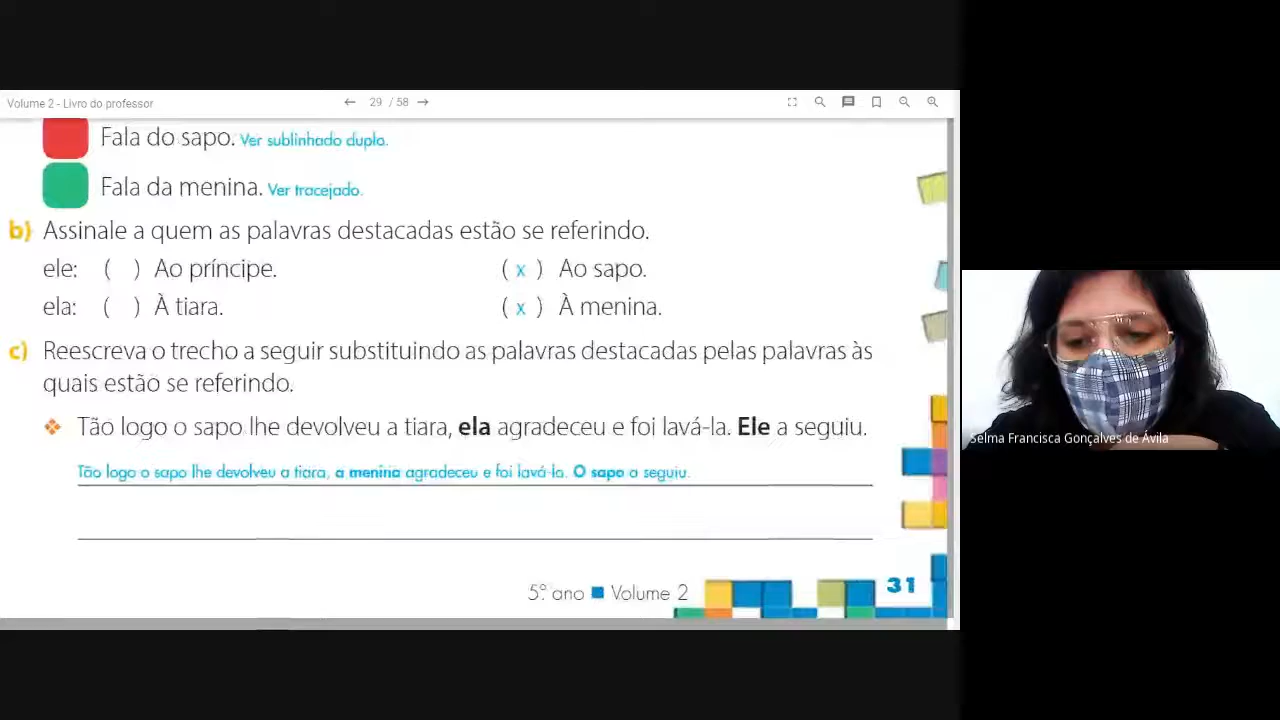 Volume 2 - Livro do professor
29 / 58
Fala do sapo. Ver sublinhado duplo.
Fala da menina. Ver tracejado.
b) Assinale a quem as palavras destacadas estão se referindo.
ele: ( ) Ao príncipe. ( x ) Ao sapo.
ela: ( ) À tiara. ( x ) À menina.
c) Reescreva o trecho a seguir substituindo as palavras destacadas pelas palavras às
quais estão se referindo.
Tão logo o sapo lhe devolveu a tiara, ela agradeceu e foi lavá-la. Ele a seguiu.
Tão logo o sapo lhe devolveu a tiara, a menina agradeceu e foi lavá-la. O sapo a seguiu.
5º. ano Volume 2 31
Selma Francisca Gonçalves de Ávila